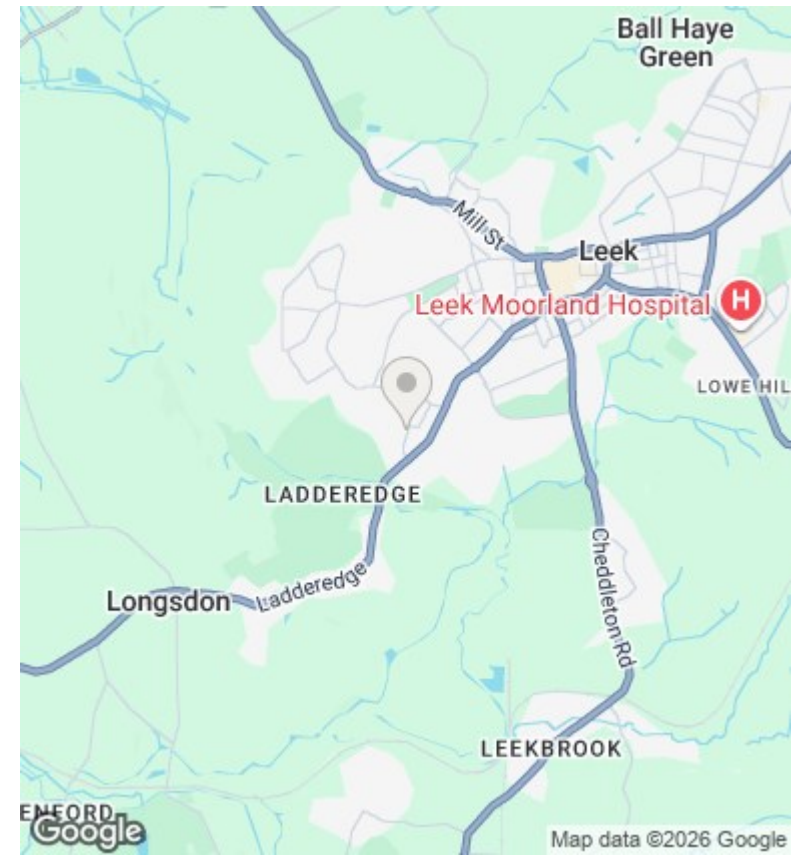 Ball Haye
Green
Mill St
Leek
Leek Moorland Hospital
H
LOWE HIL
LADDEREDGE
Longsdon
Ladderedge
Cheddleton Rd
LEEKBROOK
ENFORD
Google
Map data ©2026 Google